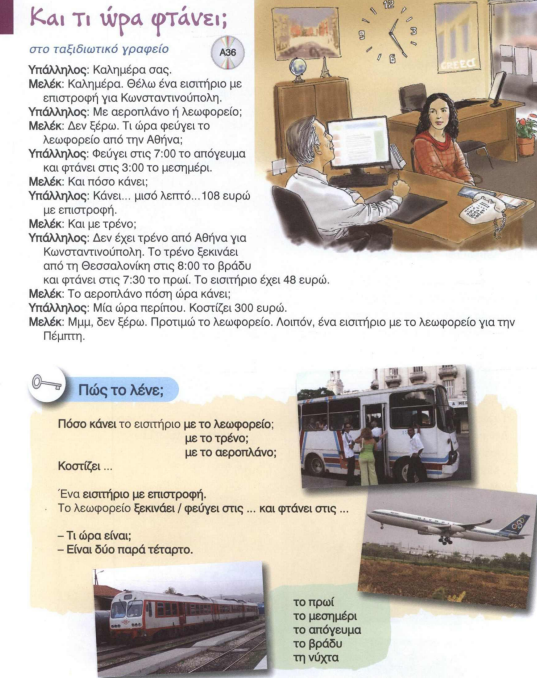 Και τι ώρα φτάνει;
στο ταξιδιωτικό γραφείο
A36
Υπάλληλος: Καλημέρα σας.
Μελέκ: Καλημέρα. Θέλω ένα εισιτήριο με
επιστροφή για Κωνσταντινούπολη.
Υπάλληλος: Με αεροπλάνο ή λεωφορείο;
Μελέκ: Δεν ξέρω. Τι ώρα φεύγει το
λεωφορείο από την Αθήνα;
Υπάλληλος: Φεύγει στις 7:00 το απόγευμα
και φτάνει στις 3:00 το μεσημέρι.
Μελέκ: Και πόσο κάνει;
Υπάλληλος: Κάνει... μισό λεπτό...108 ευρώ
με επιστροφή.
Μελέκ: Και με τρένο;
Υπάλληλος: Δεν έχει τρένο από Αθήνα για
Κωνσταντινούπολη. Το τρένο ξεκινάει
από τη Θεσσαλονίκη στις 8:00 το βράδυ
και φτάνει στις 7:30 το πρωί. Το εισιτήριο έχει 48 ευρώ.
Μελέκ: Το αεροπλάνο πόση ώρα κάνει;
Υπάλληλος: Μία ώρα περίπου. Κοστίζει 300 ευρώ.
Μελέκ: Μμμ, δεν ξέρω. Προτιμώ το λεωφορείο. Λοιπόν, ένα εισιτήριο με το λεωφορείο για την
Πέμπτη.
Πώς το λένε;
Πόσο κάνει το εισιτήριο με το λεωφορείο;
με το τρένο;
με το αεροπλάνο;
Κοστίζει ...
Ένα εισιτήριο με επιστροφή.
Το λεωφορείο ξεκινάει / φεύγει στις ... και φτάνει στις ...
– Τι ώρα είναι;
– Είναι δύο παρά τέταρτο.
το πρωί
το μεσημέρι
το απόγευμα
το βράδυ
τη νύχτα